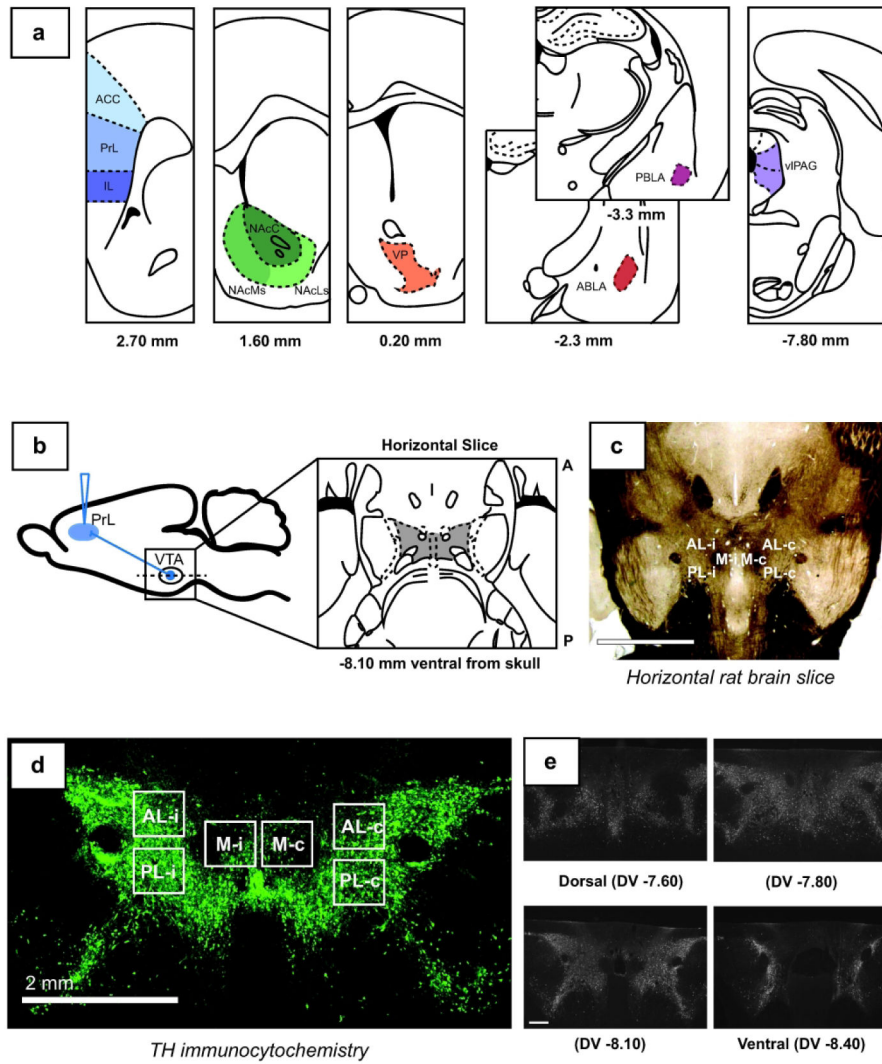 a
ACC
PrL
IL
2.70 mm
NAcC
NAcMs
NAcLs
1.60 mm
VP
0.20 mm
PBLA
-3.3 mm
ABLA
-2.3 mm
vlPAG
-7.80 mm
b
PrL
VTA
Horizontal Slice
A
P
-8.10 mm ventral from skull
c
AL-i AL-c
M-i M-c
PL-i PL-c
Horizontal rat brain slice
d
AL-i AL-c
M-i M-c
PL-i PL-c
2 mm
TH immunocytochemistry
e
Dorsal (DV -7.60)
(DV -7.80)
(DV -8.10)
Ventral (DV -8.40)